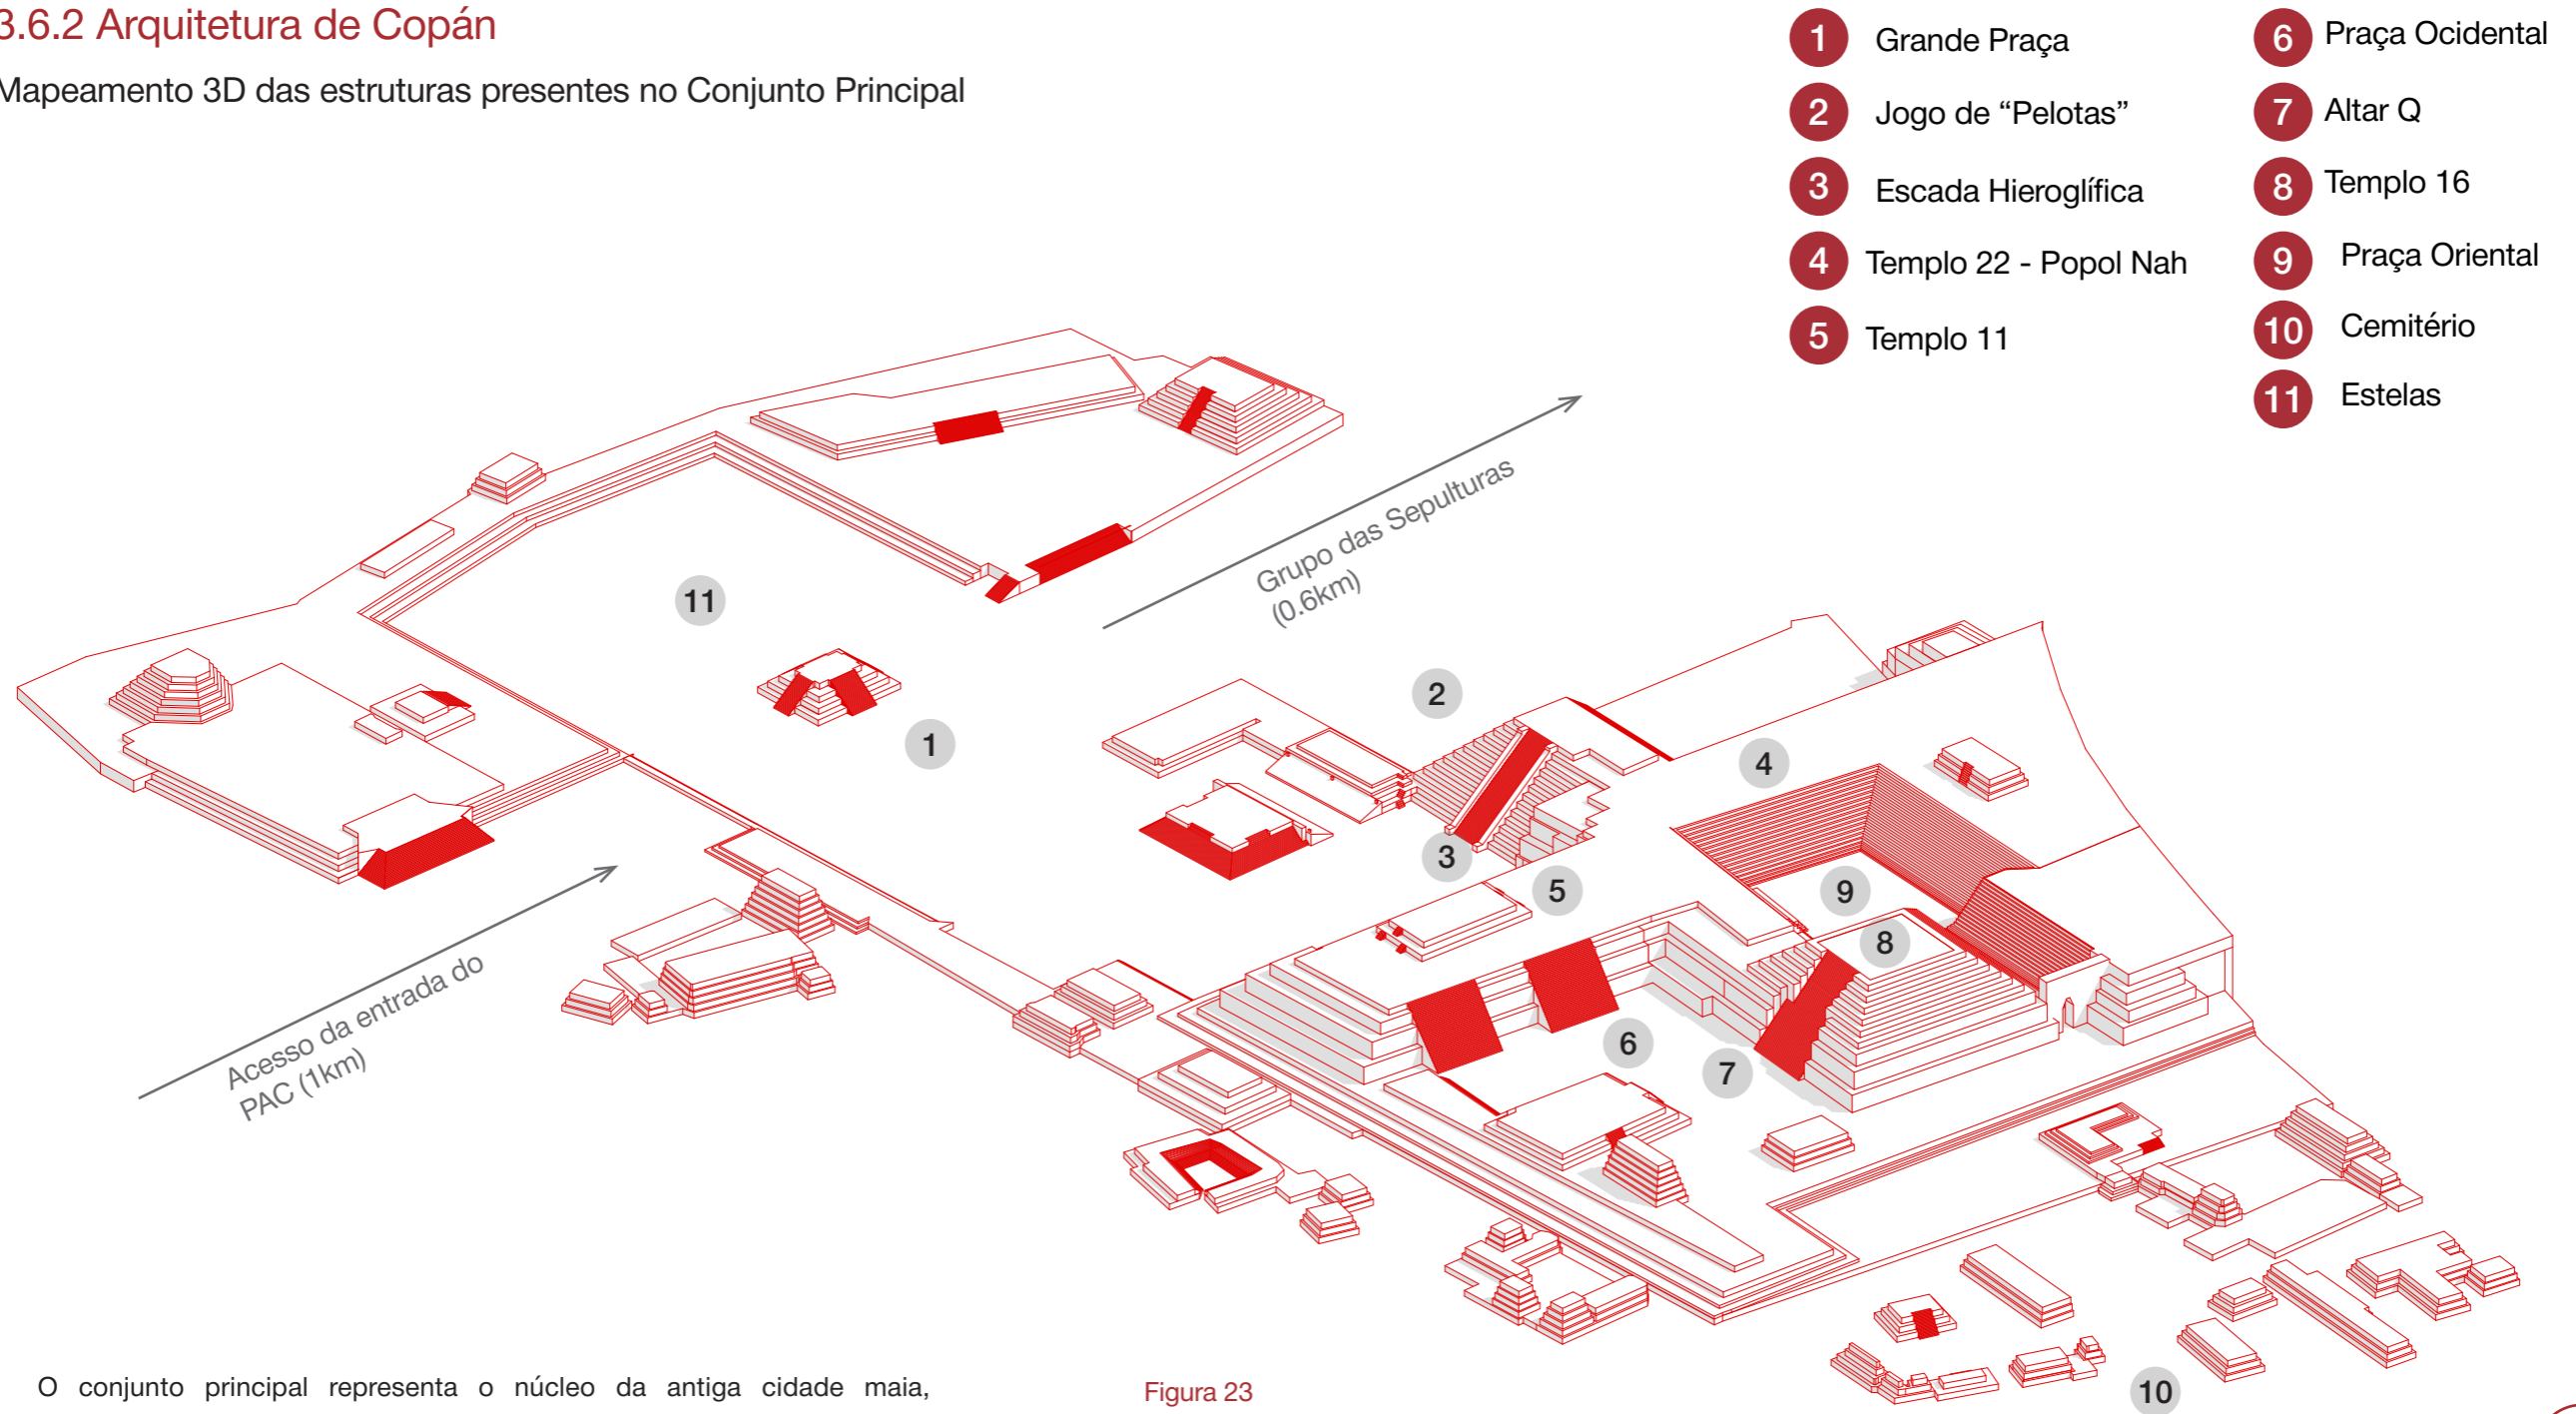 3.6.2 Arquitetura de Copán
Mapeamento 3D das estruturas presentes no Conjunto Principal
1 Grande Praça
2 Jogo de “Pelotas”
3 Escada Hieroglífica
4 Templo 22 - Popol Nah
5 Templo 11
6 Praça Ocidental
7 Altar Q
8 Templo 16
9 Praça Oriental
10 Cemitério
11 Estelas
Grupo das Sepulturas
(0.6km)
11
1
2
4
3
5
9
8
6
7
10
Acesso da entrada do
PAC (1km)
O conjunto principal representa o núcleo da antiga cidade maia,
Figura 23